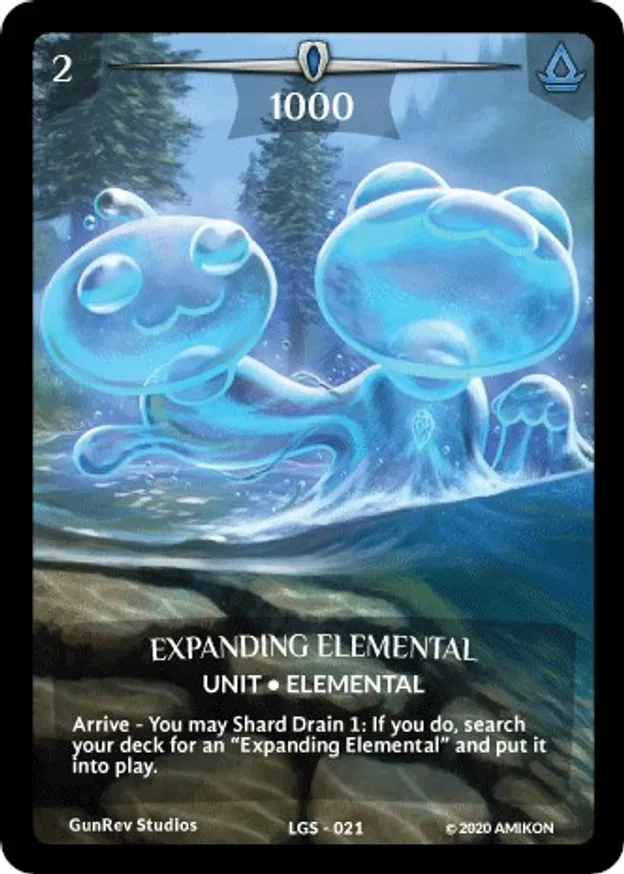 2
1000
EXPANDING ELEMENTAL
UNIT • ELEMENTAL
Arrive - You may Shard Drain 1: If you do, search
your deck for an “Expanding Elemental” and put it
into play.
GunRev Studios LGS - 021 © 2020 AMIKON